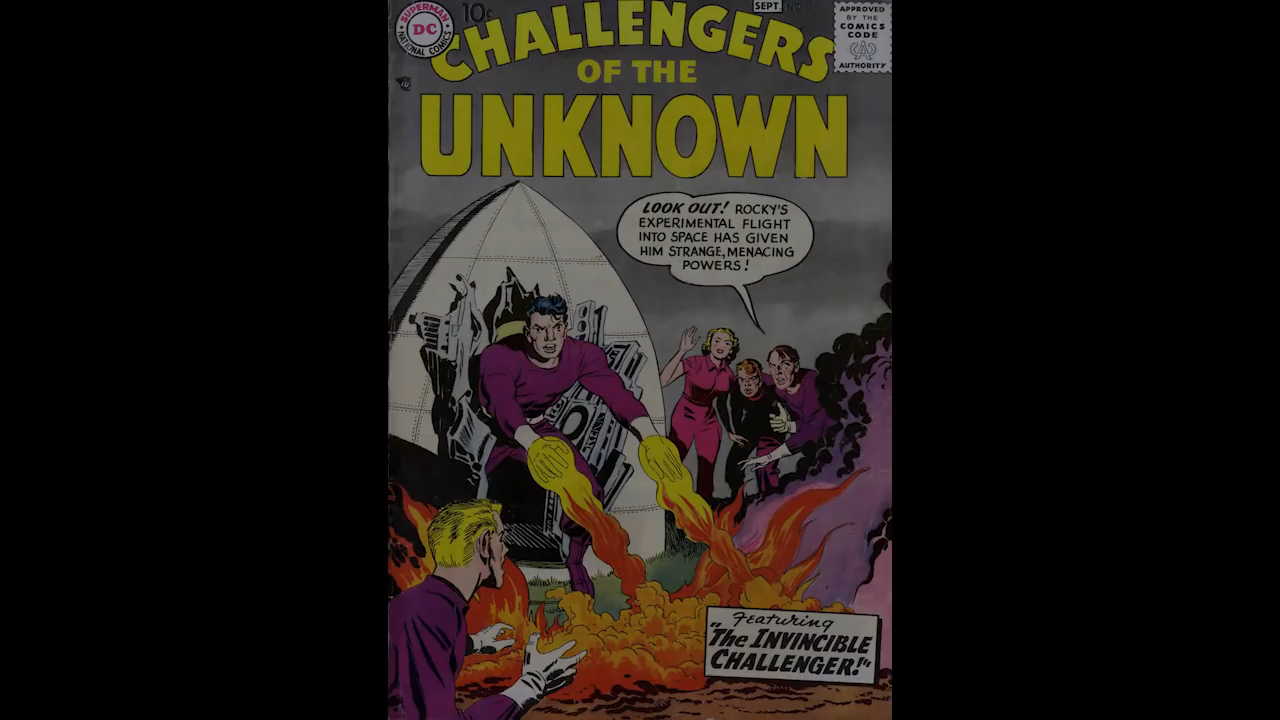 SUPERMAN
DC
NATIONAL COMICS
10¢
SEPT.
APPROVED
BY THE
COMICS
CODE
CA
AUTHORITY
CHALLENGERS
OF THE
UNKNOWN
LOOK OUT! ROCKY'S
EXPERIMENTAL FLIGHT
INTO SPACE HAS GIVEN
HIM STRANGE, MENACING
POWERS!
Featuring
"The INVINCIBLE
CHALLENGER!"